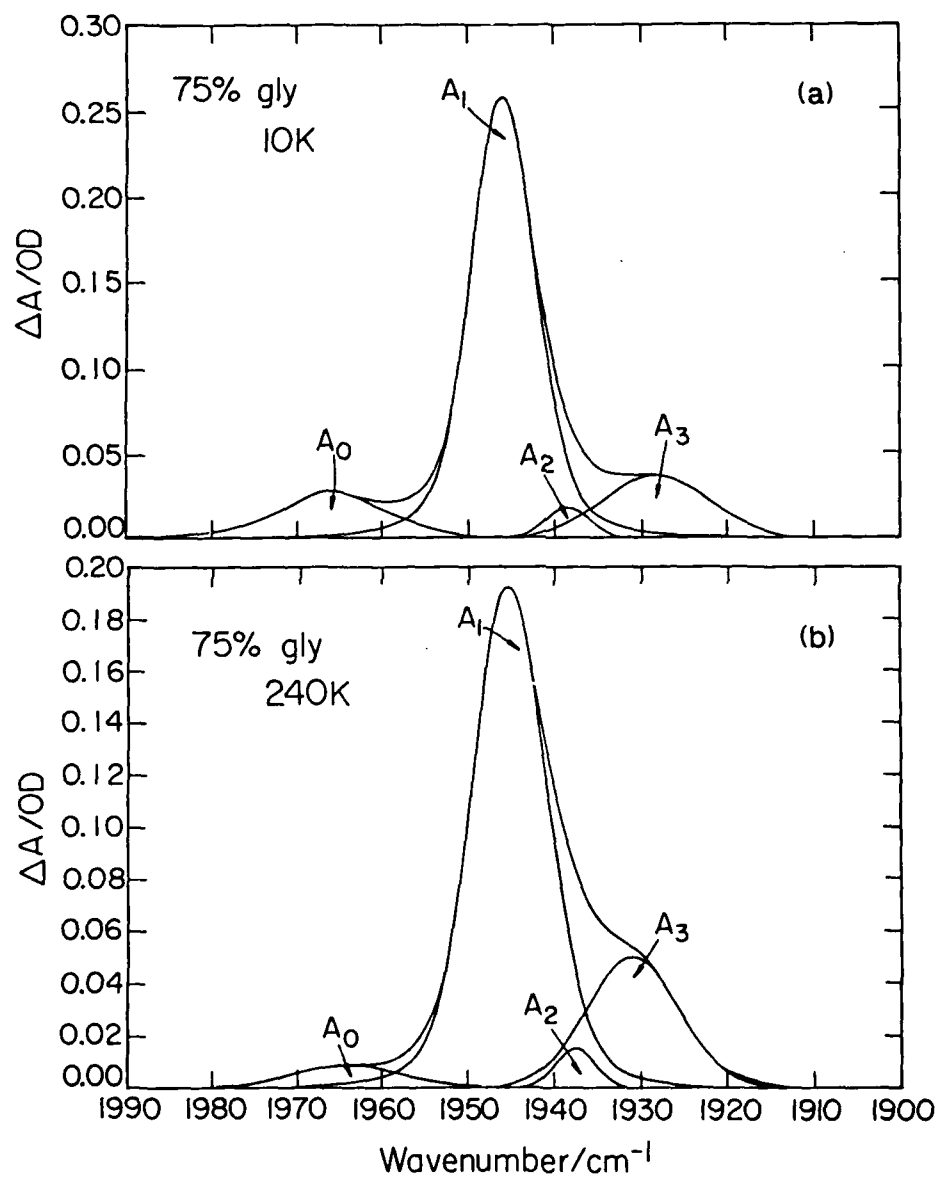 0.30
75% gly
10K
(a)
A₁
0.25
0.20
ΔA/OD
0.15
0.10
0.05
A₀
A₂
A₃
0.00
0.20
0.18
75% gly
240K
(b)
A₁
0.16
0.14
0.12
ΔA/OD
0.10
0.08
0.06
A₃
0.04
A₂
0.02
A₀
0.00
1990 1980 1970 1960 1950 1940 1930 1920 1910 1900
Wavenumber/cm⁻¹